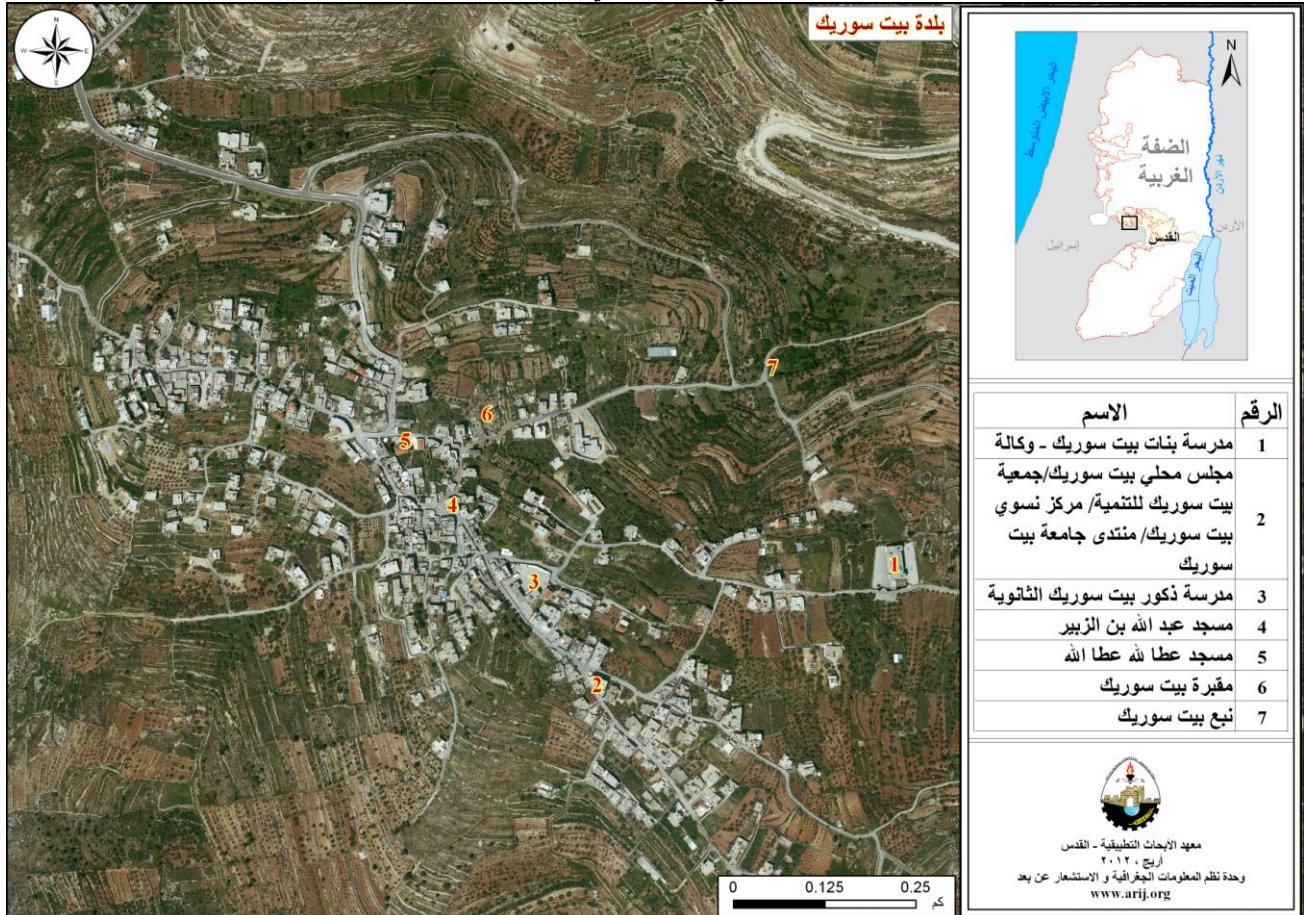 بلدة بيت سوريك
N
W
E
S
N
البحر الابيض المتوسط
الضفة
الغربية
نهر الاردن
الأردن
القدس
إسرائيل
البحر الميت
الرقم الاسم
1 مدرسة بنات بيت سوريك - وكالة
2 مجلس محلي بيت سوريك/جمعية
بيت سوريك للتنمية/ مركز نسوي
بيت سوريك/ منتدى جامعة بيت
سوريك
3 مدرسة ذكور بيت سوريك الثانوية
4 مسجد عبد الله بن الزبير
5 مسجد عطا لله عطا الله
6 مقبرة بيت سوريك
7 نبع بيت سوريك
7
6
5
4
1
3
2
معهد الأبحاث التطبيقية - القدس
أريج ، ٢٠١٢
وحدة نظم المعلومات الجغرافية و الاستشعار عن بعد
www.arij.org
0 0.125 0.25
كم